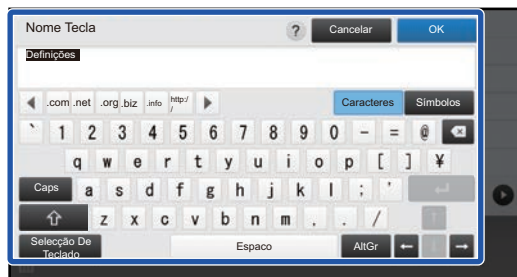 Nome Tecla ? Cancelar OK
Definições
.com .net .org .biz .info http:/
/
Caracteres Símbolos
` 1 2 3 4 5 6 7 8 9 0 - = @
q w e r t y u i o p [ ] ¥
Caps a s d f g h j k l ; '
z x c v b n m , . /
Selecção De
Teclado
Espaco AltGr